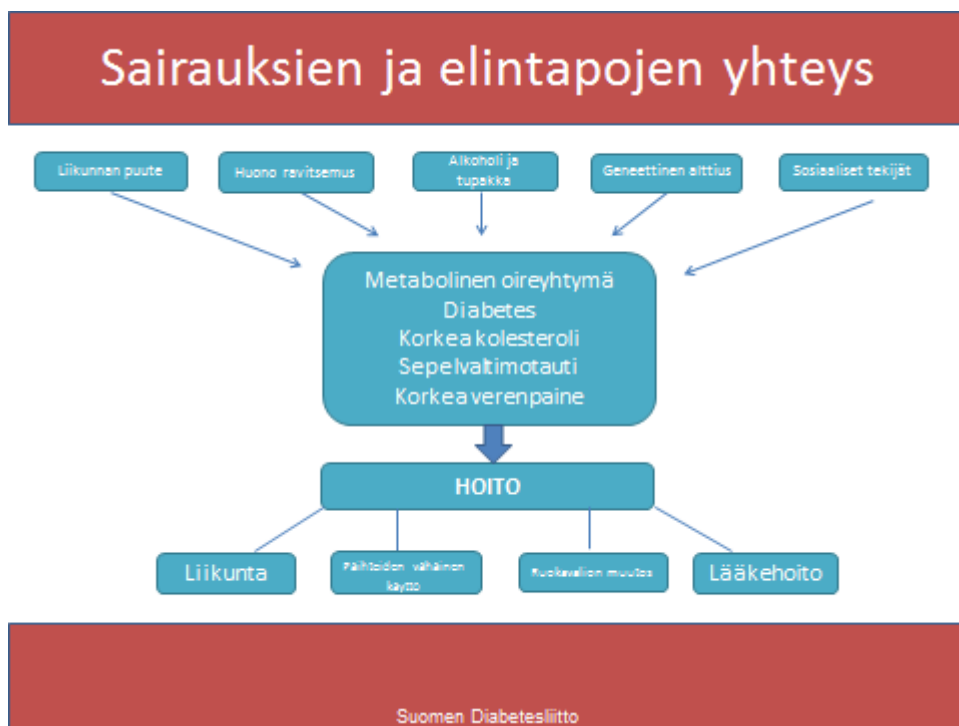 Sairauksien ja elintapojen yhteys
Liikunnan puute
Huono ravitsemus
Alkoholi ja
tupakka
Geneettinen alttius
Sosiaaliset tekijät
Metabolinen oireyhtymä
Diabetes
Korkea kolesteroli
Sepelvaltimotauti
Korkea verenpaine
HOITO
Liikunta
Päihteiden vähäinen
käyttö
Ruokavalion muutos
Lääkehoito
Suomen Diabetesliitto